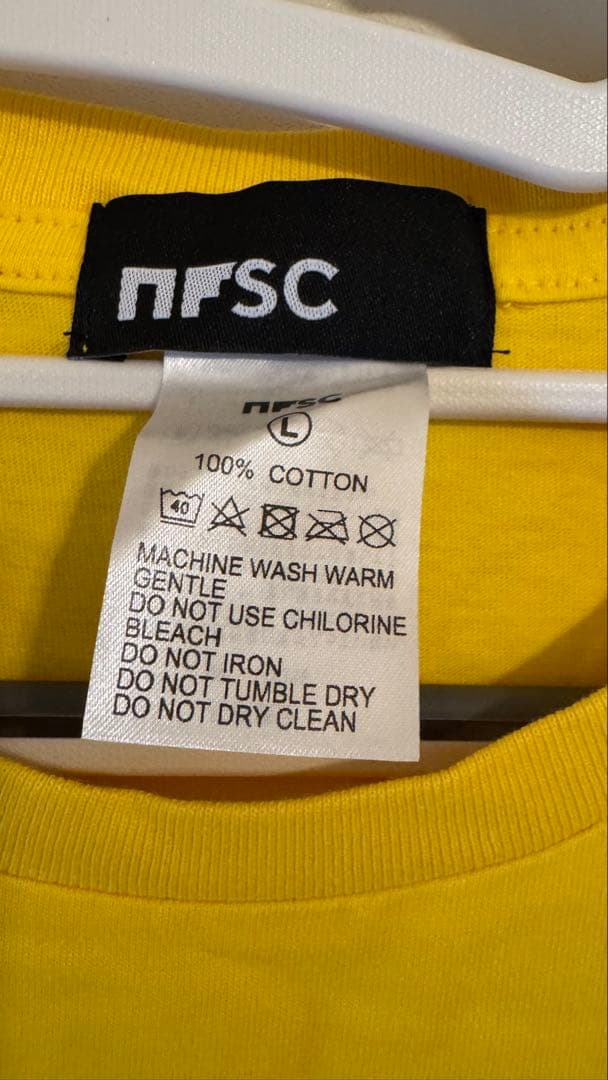 NFSC
NFSC
L
100% COTTON
40
MACHINE WASH WARM
GENTLE
DO NOT USE CHILORINE
BLEACH
DO NOT IRON
DO NOT TUMBLE DRY
DO NOT DRY CLEAN